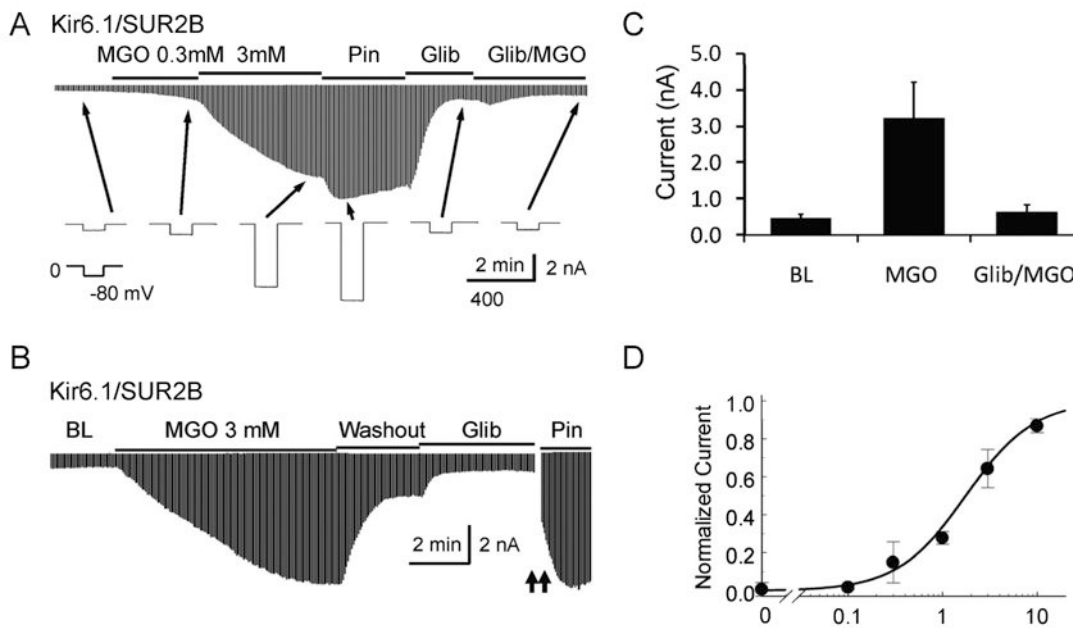 A
Kir6.1/SUR2B
MGO 0.3mM 3mM Pin Glib Glib/MGO
0
-80 mV
2 min 2 nA
400
B
Kir6.1/SUR2B
BL MGO 3 mM Washout Glib Pin
2 min 2 nA
C
Current (nA)
5.0
4.0
3.0
2.0
1.0
0.0
BL MGO Glib/MGO
D
Normalized Current
1.0
0.8
0.6
0.4
0.2
0.0
0 0.1 1 10